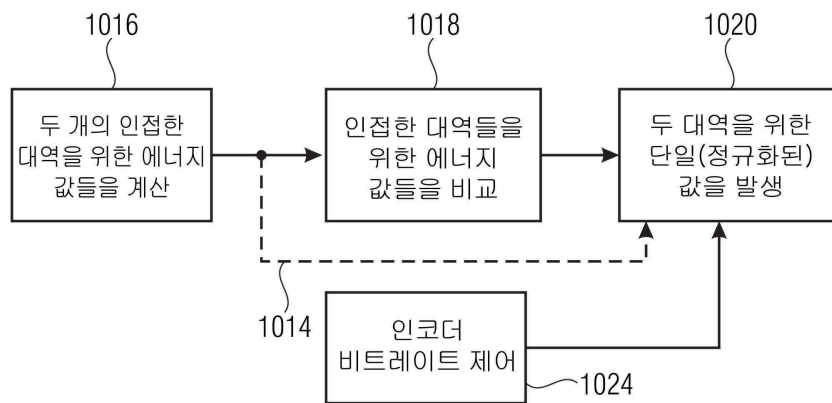 1016
1018
1020
두 개의 인접한
대역을 위한 에너지
값들을 계산
인접한 대역들을
위한 에너지
값들을 비교
두 대역을 위한
단일(정규화된)
값을 발생
1014
인코더
비트레이트 제어
1024